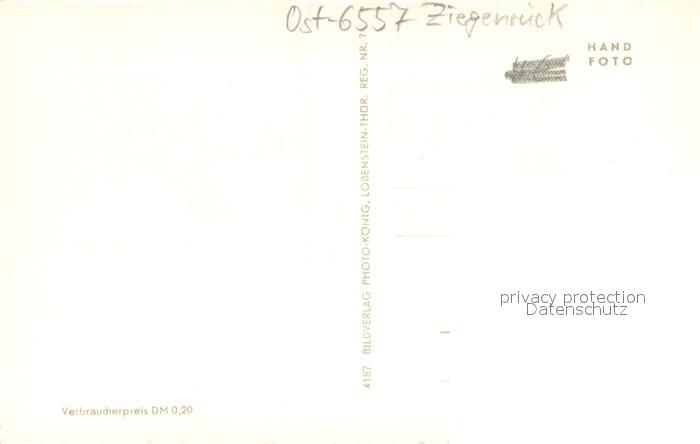 Ost-6557 Ziegenrück
HAND
FOTO
4187 BILDVERLAG PHOTO-KÖNIG, LOBENSTEIN-THÜR. REG. NR. 7
privacy protection
Datenschutz
Verbraucherpreis DM 0,20